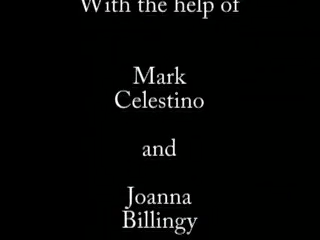 With the help of
Mark
Celestino
and
Joanna
Billingy